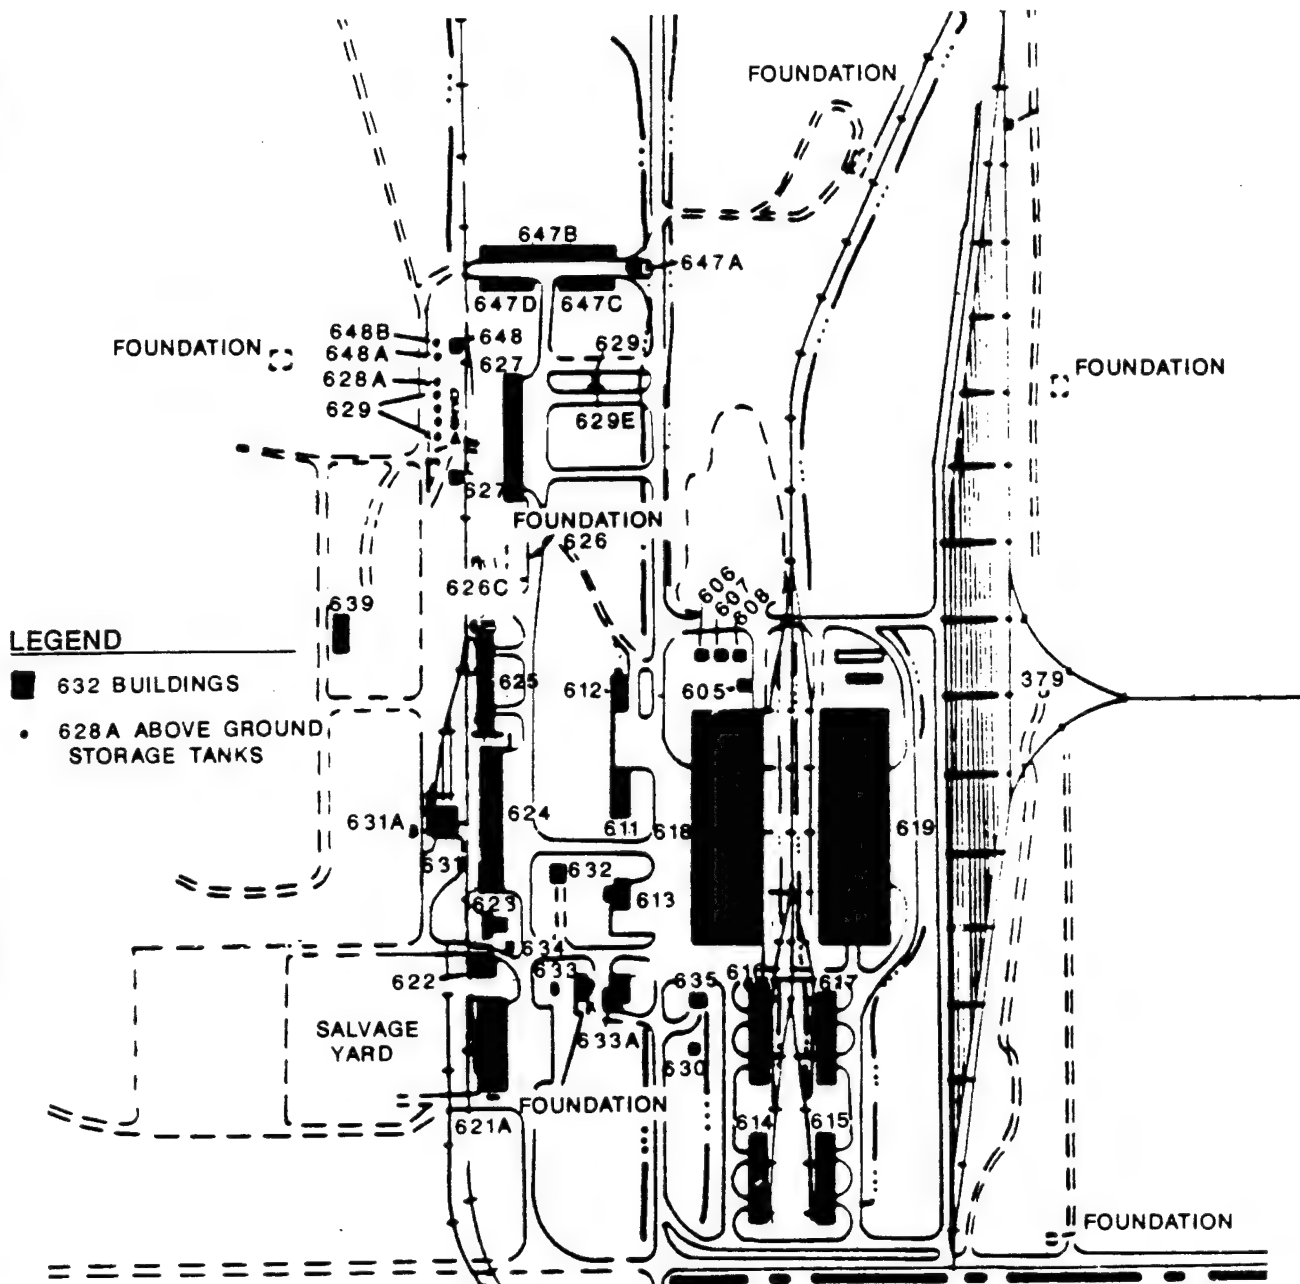 FOUNDATION
647B
647A
647D
647C
648B
648
FOUNDATION
648A
629
627
FOUNDATION
628A
629
629E
627
FOUNDATION
626
626C
606
607
608
639
LEGEND
632 BUILDINGS
628A ABOVE GROUND
STORAGE TANKS
625
612
605
379
631A
624
611
618
619
631
632
623
613
634
622
633
635
616
617
SALVAGE
YARD
633A
630
FOUNDATION
621A
614
615
FOUNDATION